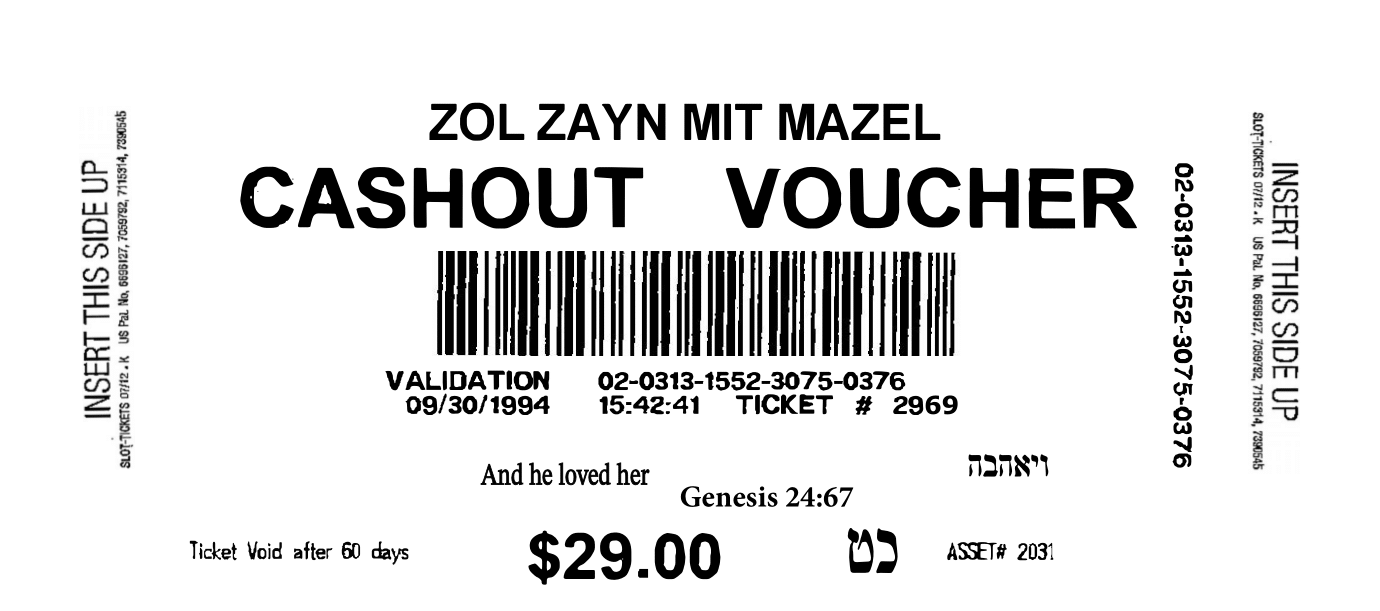 ZOL ZAYN MIT MAZEL
CASHOUT VOUCHER
VALIDATION 02-0313-1552-3075-0376
09/30/1994 15:42:41 TICKET # 2969
And he loved her
ויאהבה
Genesis 24:67
Ticket Void after 60 days
$29.00
כט
ASSET# 2031
INSERT THIS SIDE UP
SLOT-TICKETS 07/12 - K US Pat. No. 6696127, 7059792, 7115314, 7390545
02-0313-1552-3075-0376
SLOT-TICKETS 07/12 - K US Pat. No. 6696127, 7059792, 7115314, 7390545
INSERT THIS SIDE UP